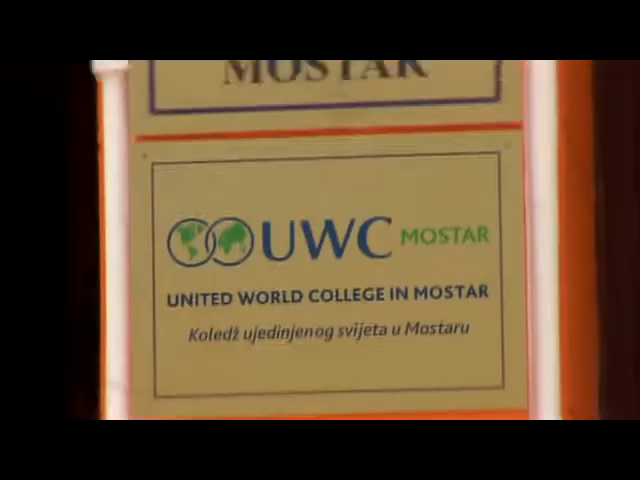 MOSTAR
UWC MOSTAR
UNITED WORLD COLLEGE IN MOSTAR
Koledž ujedinjenog svijeta u Mostaru